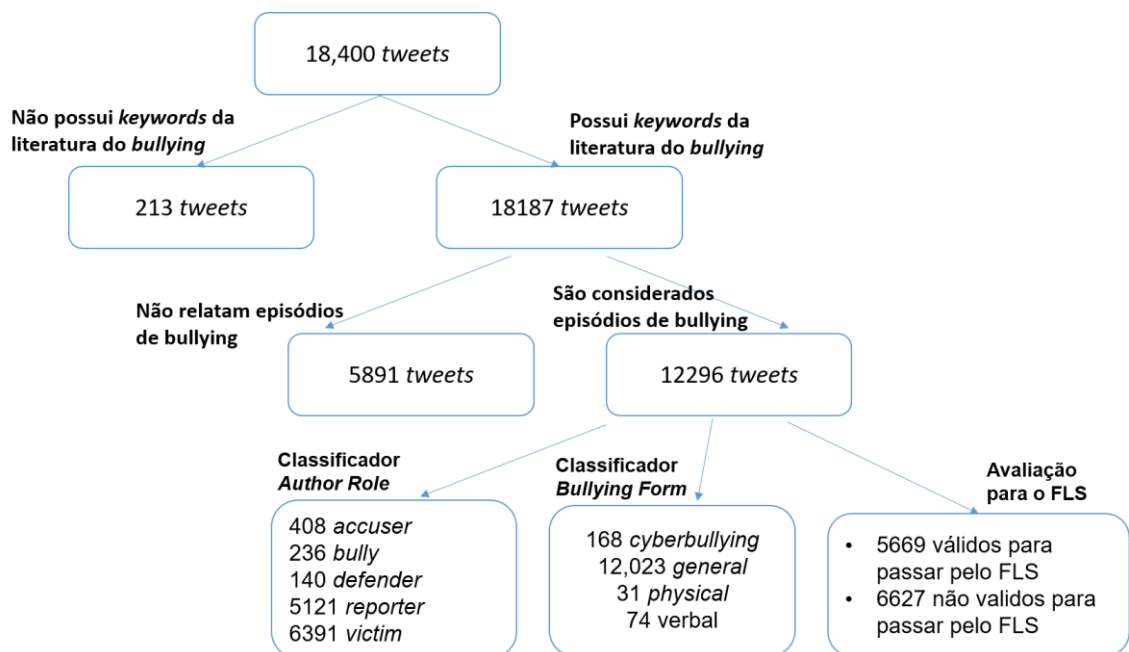 18,400 tweets
Não possui keywords da
literatura do bullying
Possui keywords da
literatura do bullying
213 tweets
18187 tweets
Não relatam episódios
de bullying
São considerados
episódios de bullying
5891 tweets
12296 tweets
Classificador
Author Role
408 accuser
236 bully
140 defender
5121 reporter
6391 victim
Classificador
Bullying Form
168 cyberbullying
12,023 general
31 physical
74 verbal
Avaliação
para o FLS
• 5669 válidos para
passar pelo FLS
• 6627 não validos para
passar pelo FLS